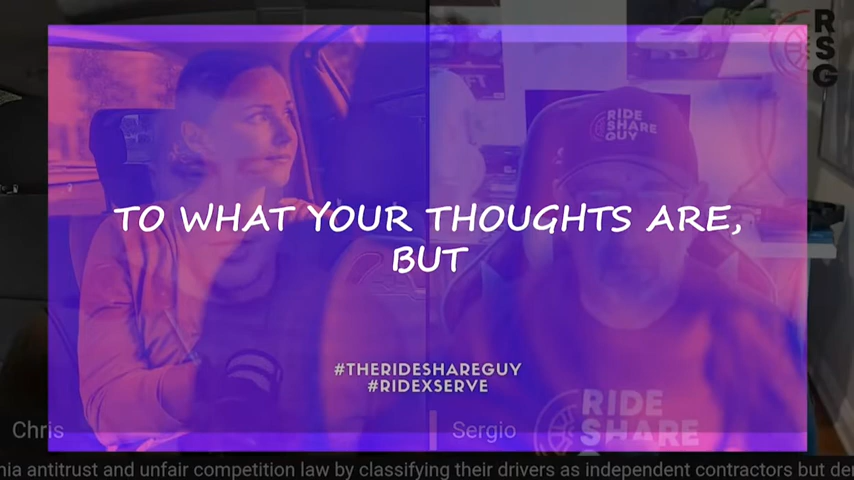 RSG
RIDE
SHARE
GUY
TO WHAT YOUR THOUGHTS ARE,
BUT
#THERIDESHAREGUY
#RIDEXSERVE
Chris
Sergio
RIDE
SHARE
nia antitrust and unfair competition law by classifying their drivers as independent contractors but der